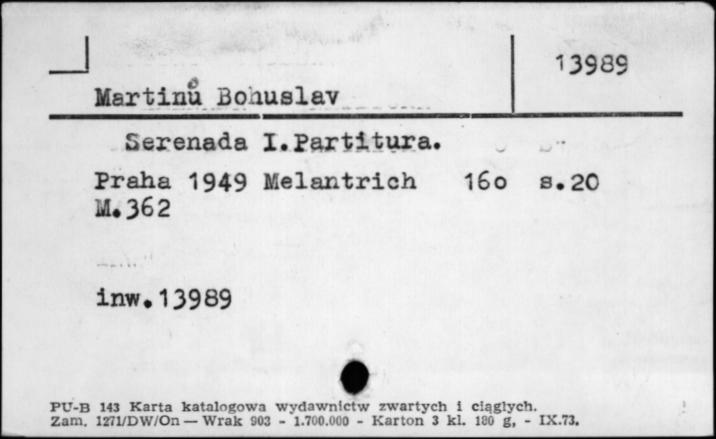 13989
Martinů Bohuslav
Serenada I.Partitura.
Praha 1949 Melantrich 16o s.20
M.362
inw.13989
PU-B 143 Karta katalogowa wydawnictw zwartych i ciągłych.
Zam. 1271/DW/On — Wrak 903 - 1.700.000 - Karton 3 kl. 180 g, - IX.73.